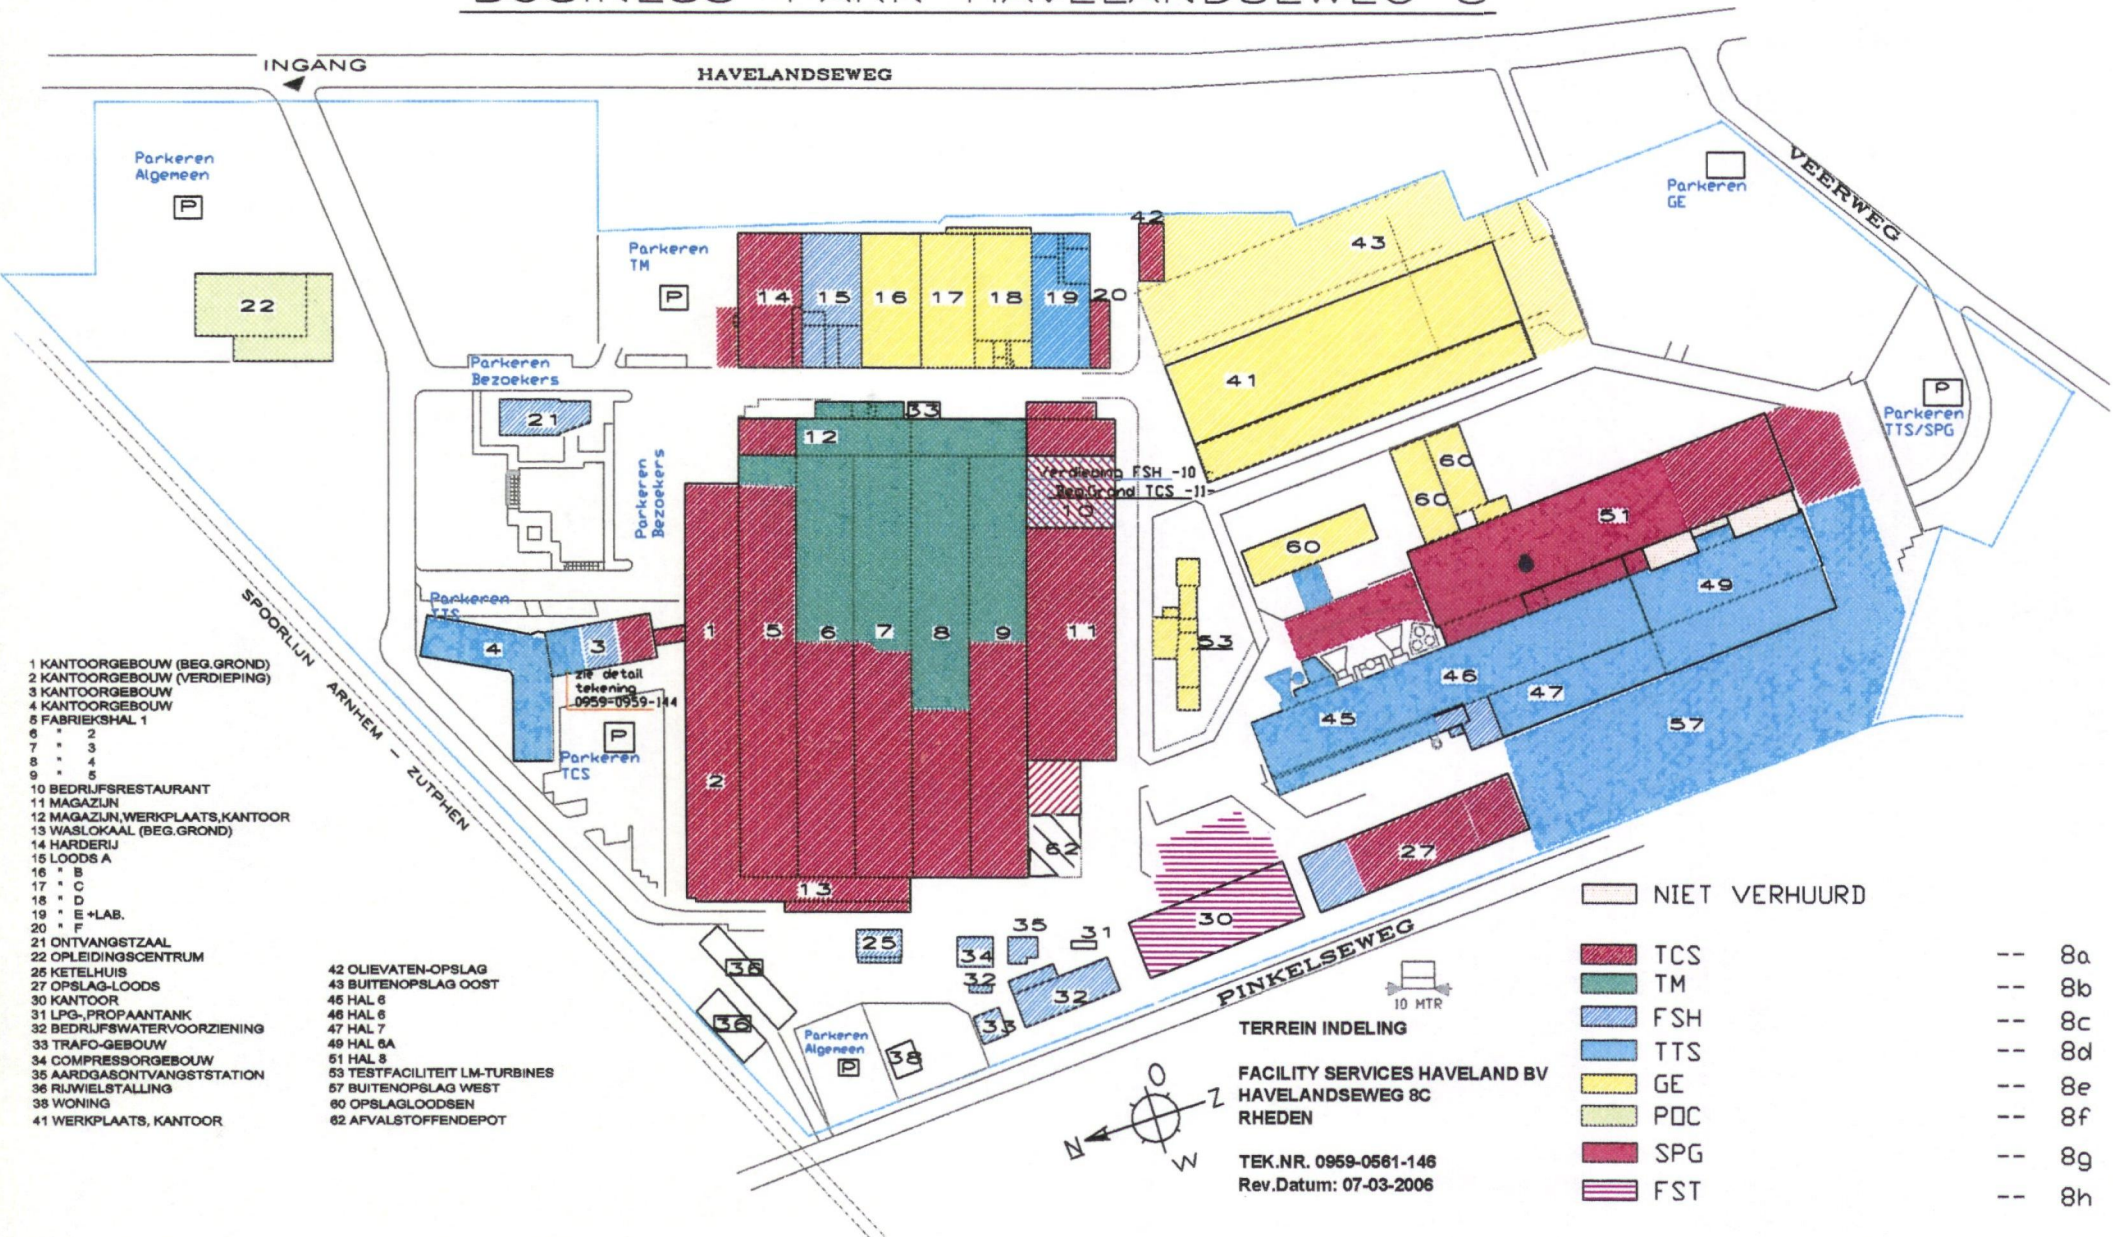 BUSINESS PARK HAVELANDSEWEG 8
INGANG
HAVELANDSEWEG
VEERWEG
Parkeren
Algemeen
P
22
Parkeren
TM
P
14
15
16
17
18
19
20
42
43
41
Parkeren
GE
P
Parkeren
TTS/SPG
Parkeren
Bezoekers
21
Parkeren
Bezoekers
12
33
Verdieping FSH -10
Beg.Grond TCS -11-
10
60
60
60
51
49
53
46
47
45
57
Parkeren
TTS
4
3
zie detail
tekening
0959-0959-144
P
Parkeren
TCS
1
5
6
7
8
9
11
2
13
62
27
30
SPOORLIJN ARNHEM - ZUTPHEN
25
34
35
31
32
32
33
36
36
38
Parkeren
Algemeen
P
PINKELSEWEG
1 KANTOORGEBOUW (BEG.GROND)
2 KANTOORGEBOUW (VERDIEPING)
3 KANTOORGEBOUW
4 KANTOORGEBOUW
5 FABRIEKSHAL 1
6 " 2
7 " 3
8 " 4
9 " 5
10 BEDRIJFSRESTAURANT
11 MAGAZIJN
12 MAGAZIJN,WERKPLAATS,KANTOOR
13 WASLOKAAL (BEG.GROND)
14 HARDERIJ
15 LOODS A
16 " B
17 " C
18 " D
19 " E +LAB.
20 " F
21 ONTVANGSTZAAL
22 OPLEIDINGSCENTRUM
25 KETELHUIS
27 OPSLAG-LOODS
30 KANTOOR
31 LPG-,PROPAANTANK
32 BEDRIJFSWATERVOORZIENING
33 TRAFO-GEBOUW
34 COMPRESSORGEBOUW
35 AARDGASONTVANGSTSTATION
36 RIJWIELSTALLING
38 WONING
41 WERKPLAATS, KANTOOR
42 OLIEVATEN-OPSLAG
43 BUITENOPSLAG OOST
45 HAL 6
46 HAL 6
47 HAL 7
49 HAL 6A
51 HAL 8
53 TESTFACILITEIT LM-TURBINES
57 BUITENOPSLAG WEST
60 OPSLAGLOODSEN
62 AFVALSTOFFENDEPOT
10 MTR
TERREIN INDELING
FACILITY SERVICES HAVELAND BV
HAVELANDSEWEG 8C
RHEDEN
TEK.NR. 0959-0561-146
Rev.Datum: 07-03-2006
O
Z
N
W
NIET VERHUURD
TCS -- 8a
TM -- 8b
FSH -- 8c
TTS -- 8d
GE -- 8e
POC -- 8f
SPG -- 8g
FST -- 8h